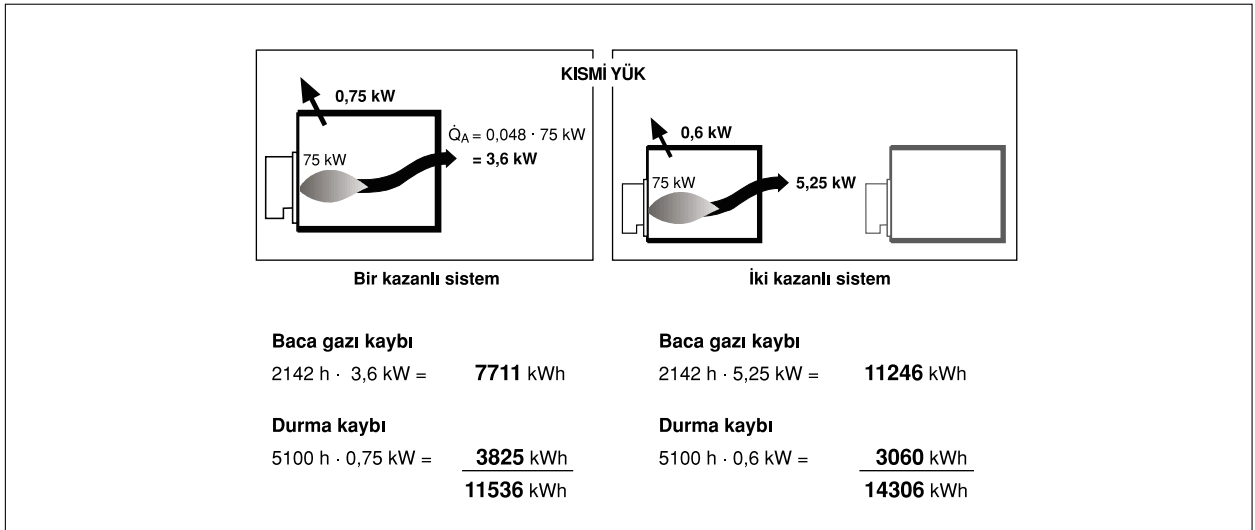 KISMİ YÜK
0,75 kW
Q̇A = 0,048 · 75 kW
= 3,6 kW
75 kW
0,6 kW
75 kW
5,25 kW
Bir kazanlı sistem
İki kazanlı sistem
Baca gazı kaybı
2142 h · 3,6 kW = 7711 kWh
Durma kaybı
5100 h · 0,75 kW = 3825 kWh
11536 kWh
Baca gazı kaybı
2142 h · 5,25 kW = 11246 kWh
Durma kaybı
5100 h · 0,6 kW = 3060 kWh
14306 kWh